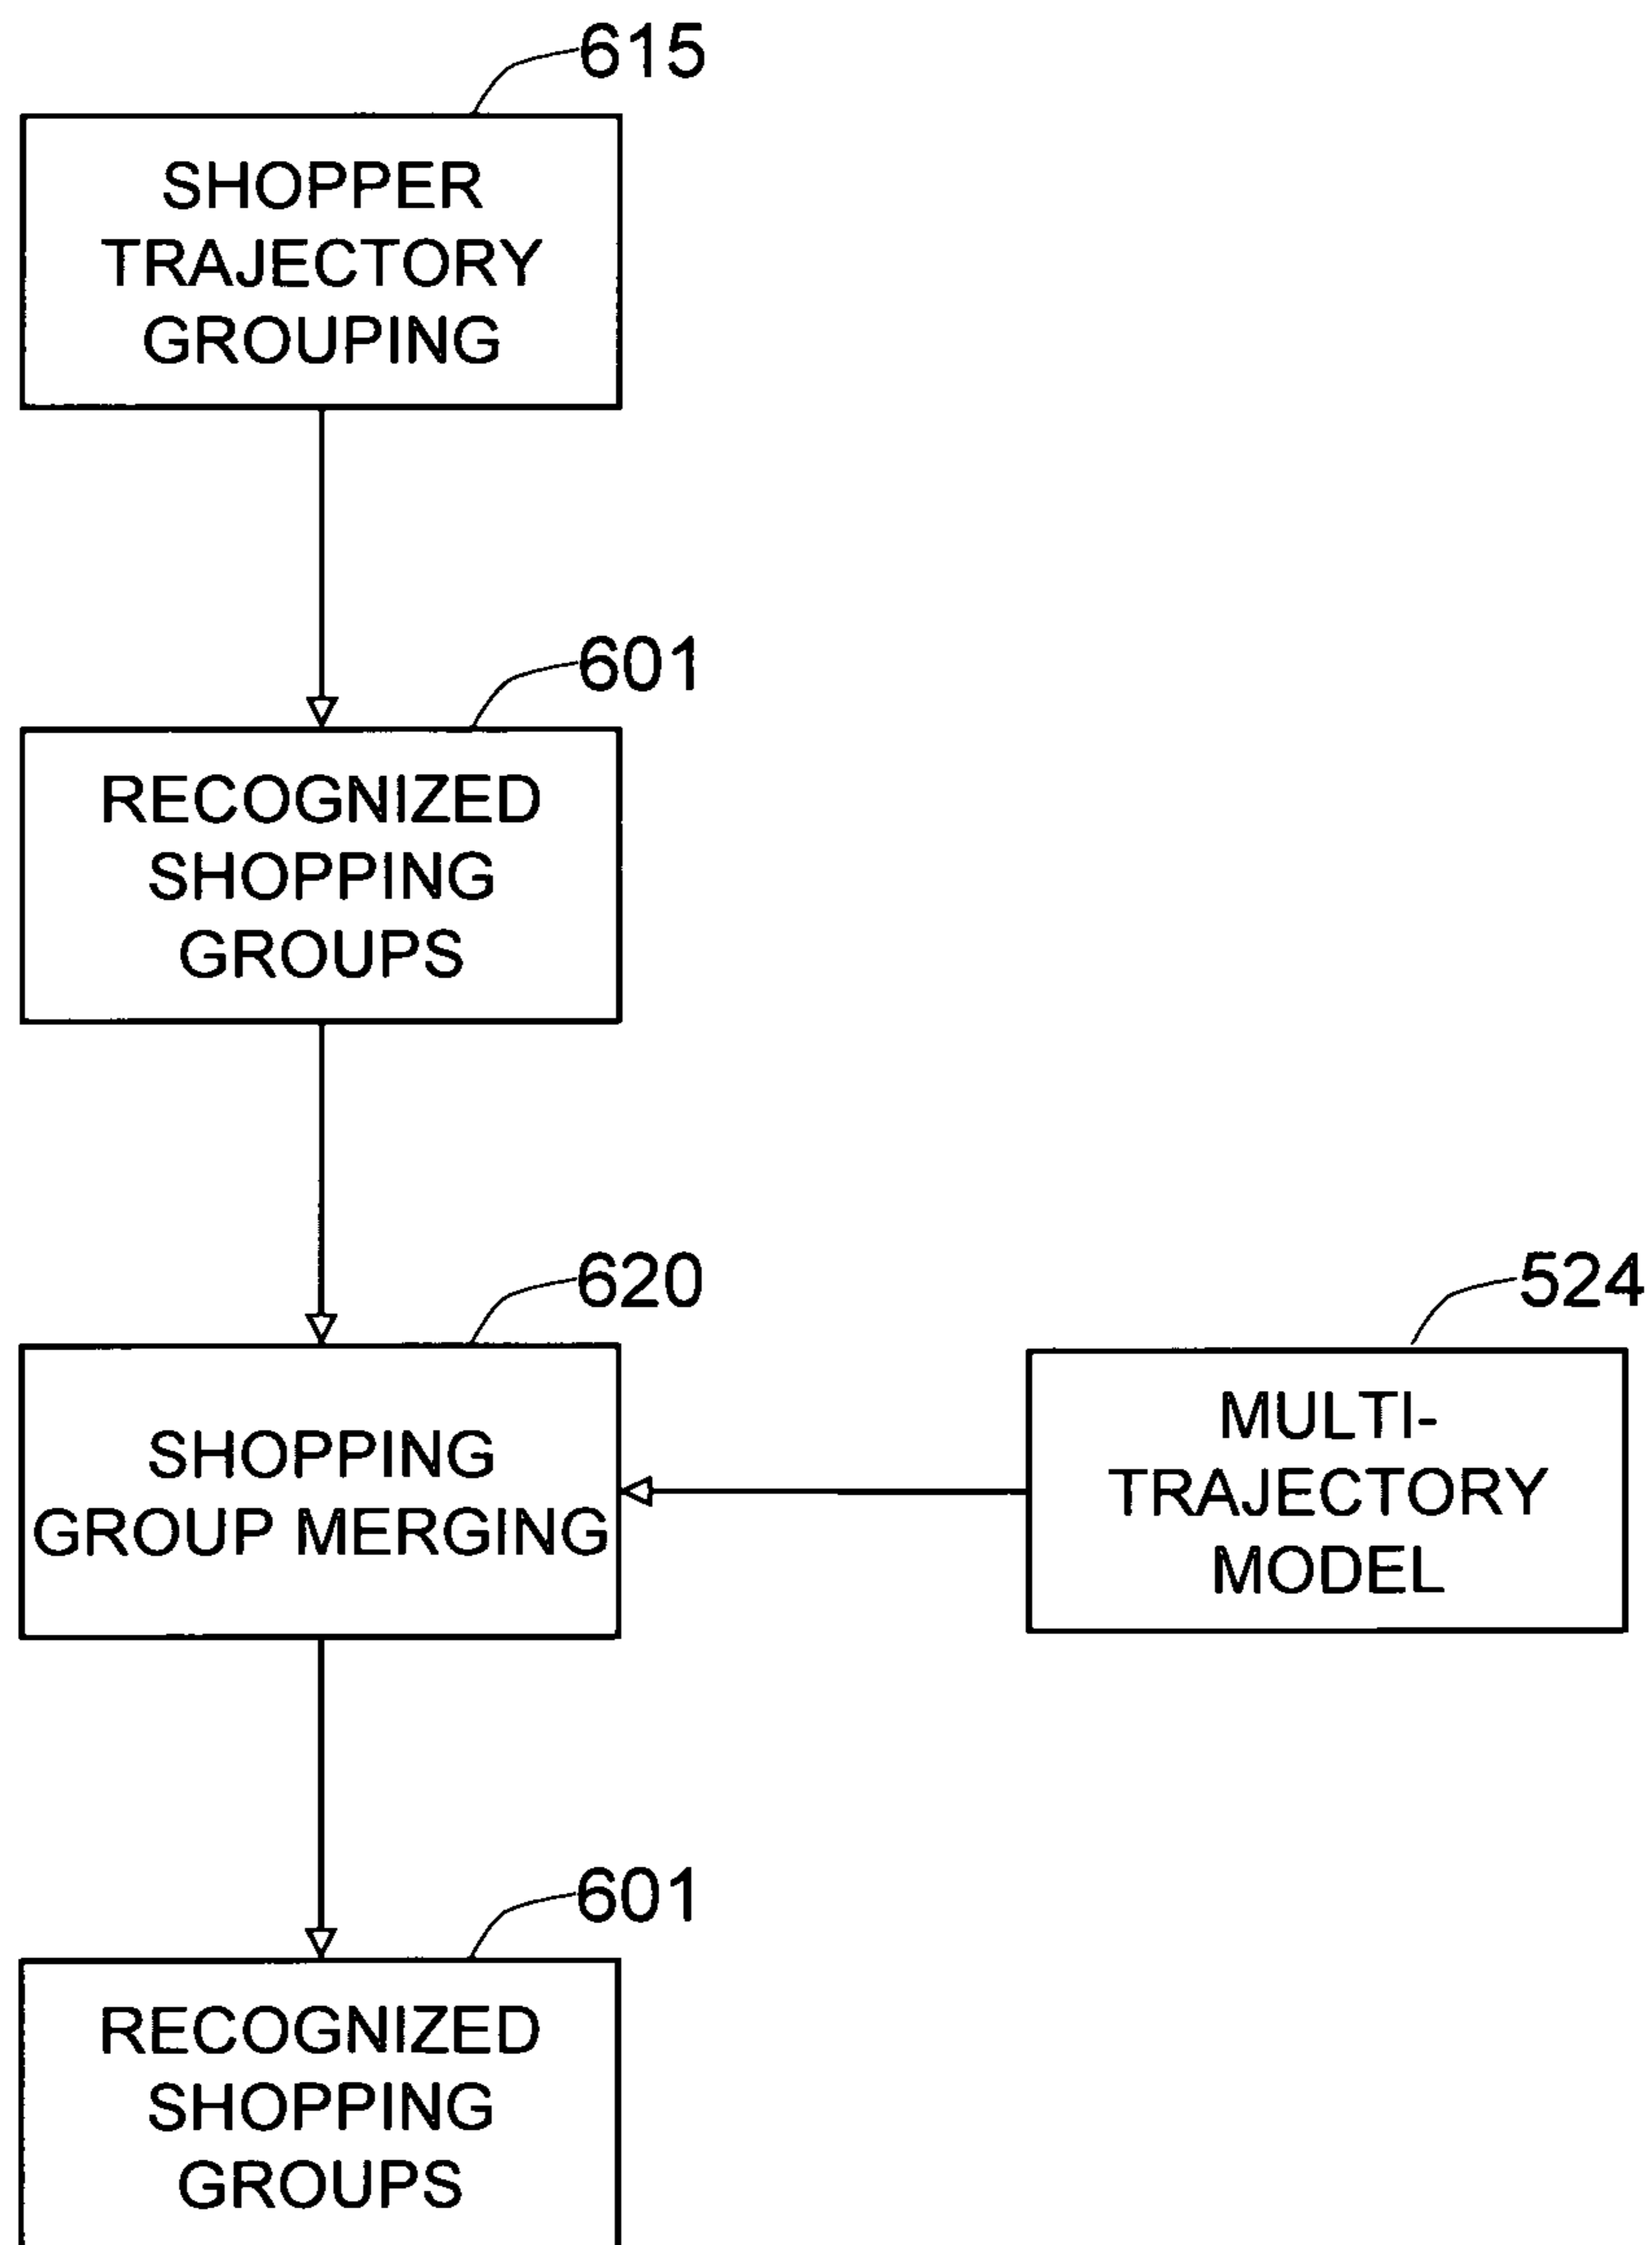 615
SHOPPER
TRAJECTORY
GROUPING
601
RECOGNIZED
SHOPPING
GROUPS
620
SHOPPING
GROUP MERGING
524
MULTI-
TRAJECTORY
MODEL
601
RECOGNIZED
SHOPPING
GROUPS